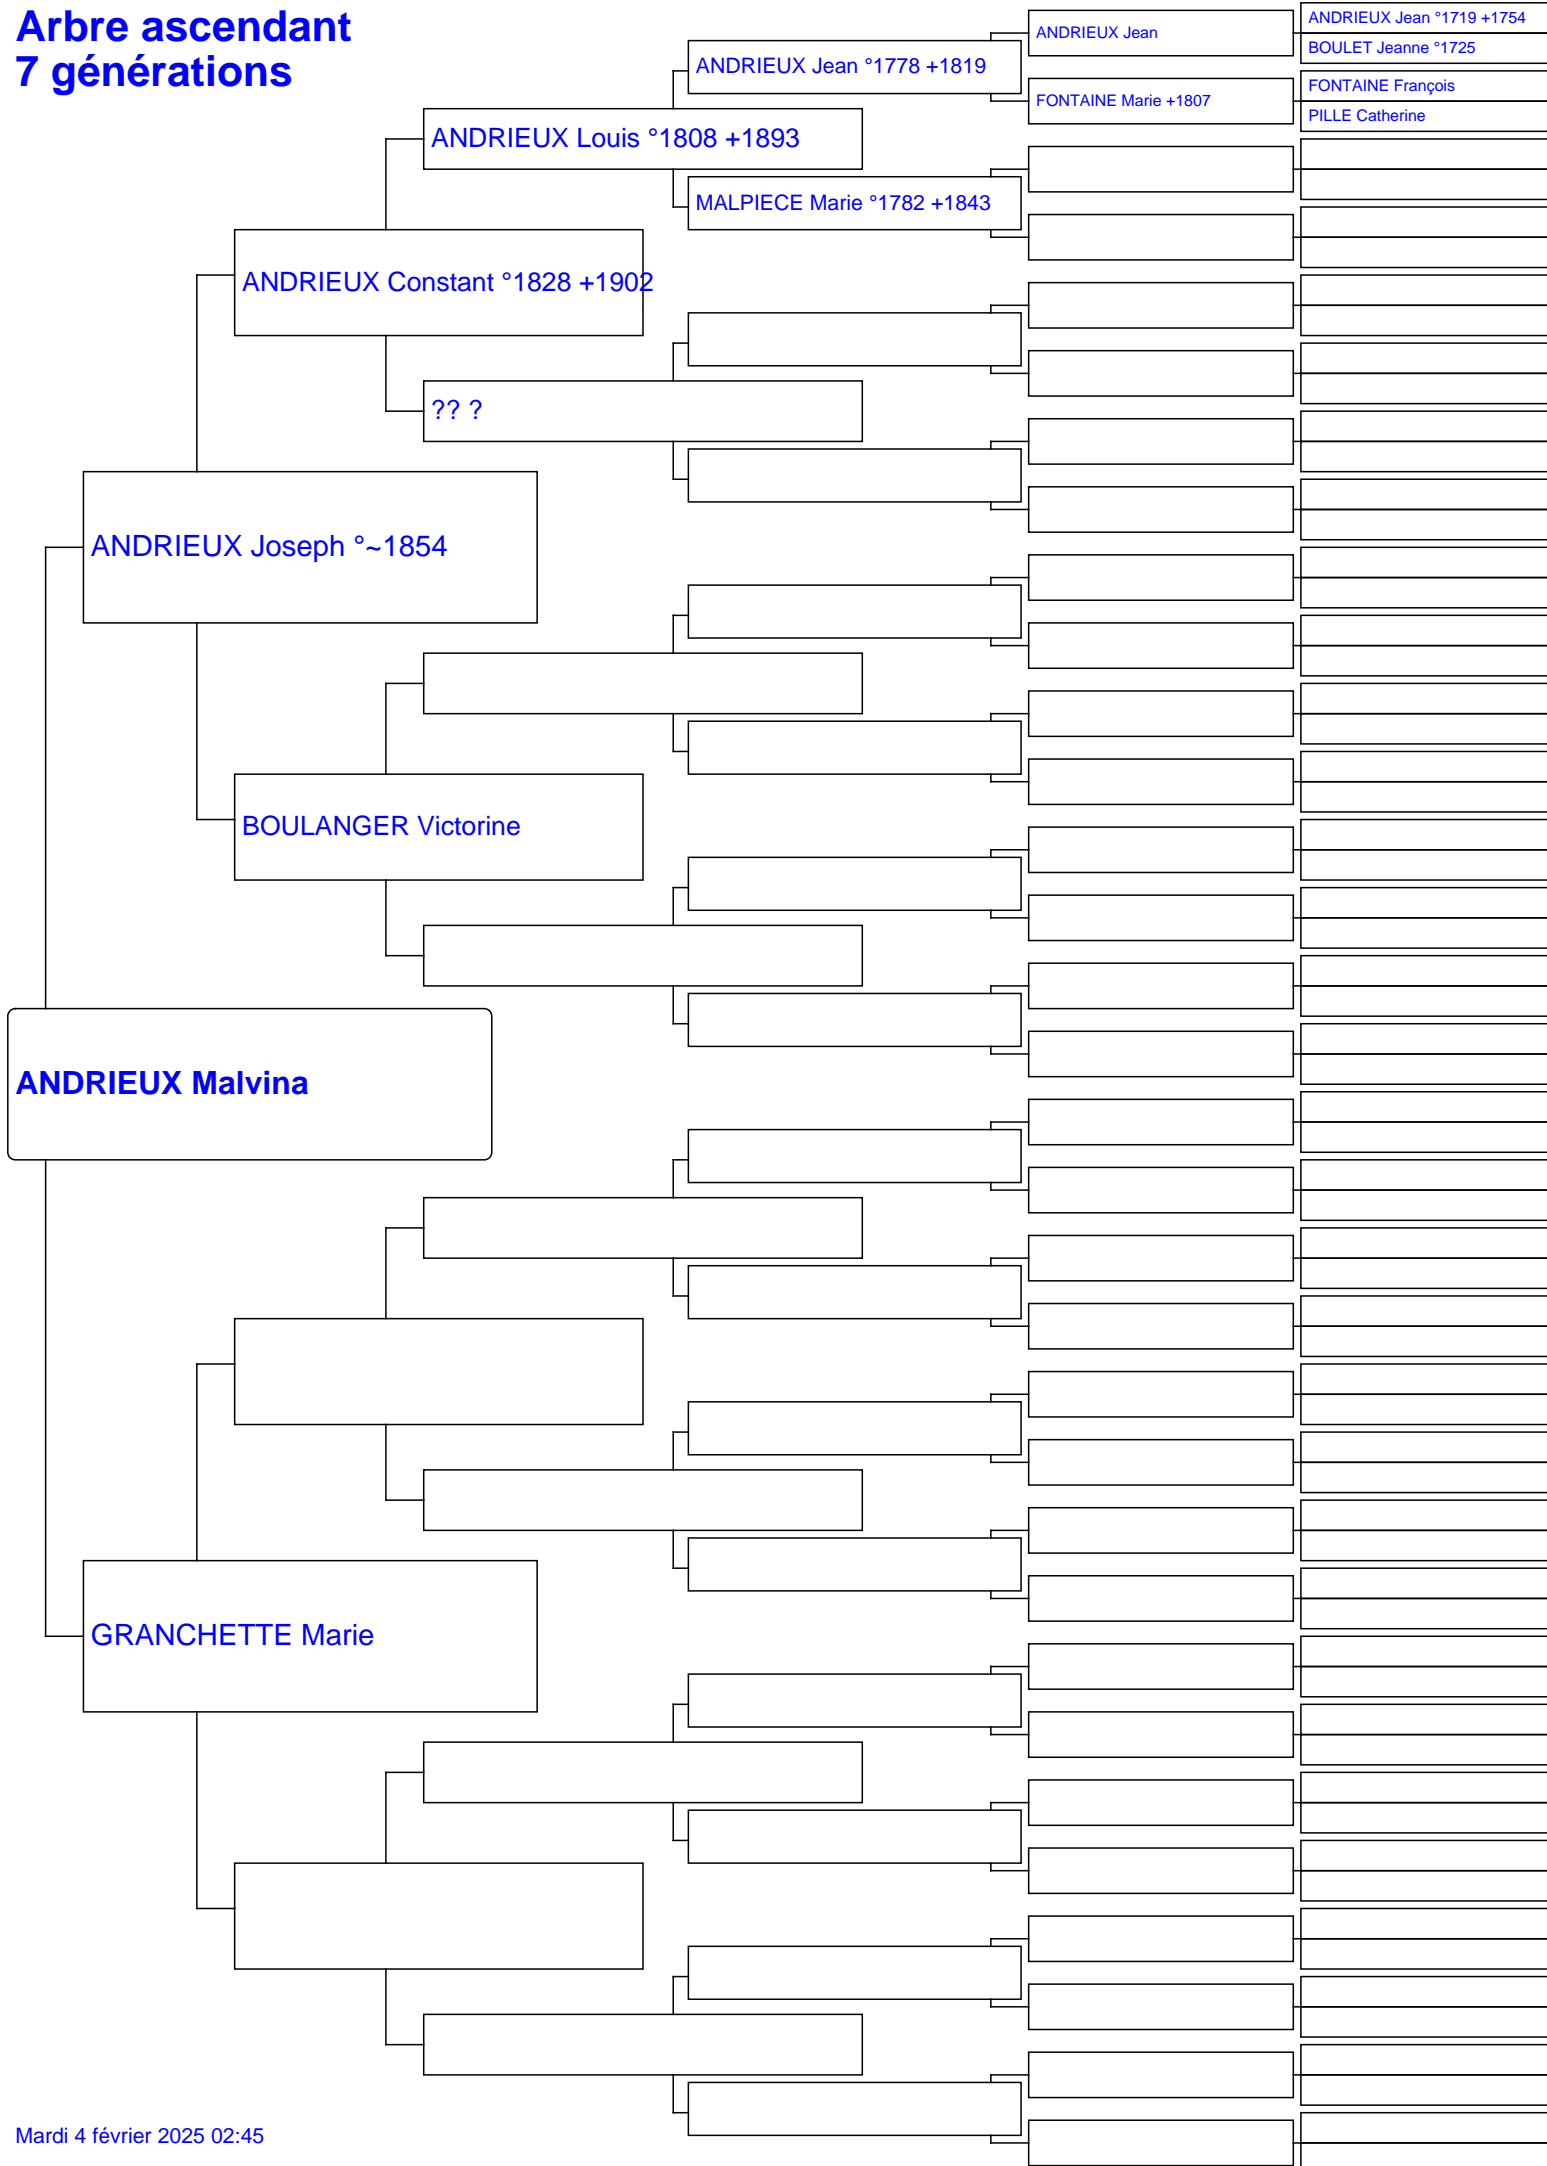 Arbre ascendant
7 générations
ANDRIEUX Jean °1719 +1754
ANDRIEUX Jean
BOULET Jeanne °1725
ANDRIEUX Jean °1778 +1819
FONTAINE François
FONTAINE Marie +1807
PILLE Catherine
ANDRIEUX Louis °1808 +1893
MALPIECE Marie °1782 +1843
ANDRIEUX Constant °1828 +1902
?? ?
ANDRIEUX Joseph °~1854
BOULANGER Victorine
ANDRIEUX Malvina
GRANCHETTE Marie
Mardi 4 février 2025 02:45